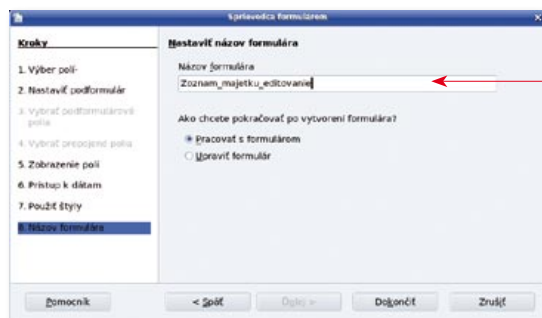 Sprievodca formulárom
Kroky
1. Výber polí
2. Nastaviť podformulár
3. Vybrať podformulárové
polia
4. Vybrať prepojené polia
5. Zobrazenie polí
6. Prístup k dátam
7. Použiť štýly
8. Názov formulára
Nastaviť názov formulára
Názov formulára
Zoznam_majetku_editovanie
Ako chcete pokračovať po vytvorení formulára?
Pracovať s formulárom
Upraviť formulár
Pomocník
< Späť
Ďalej >
Dokončiť
Zrušiť